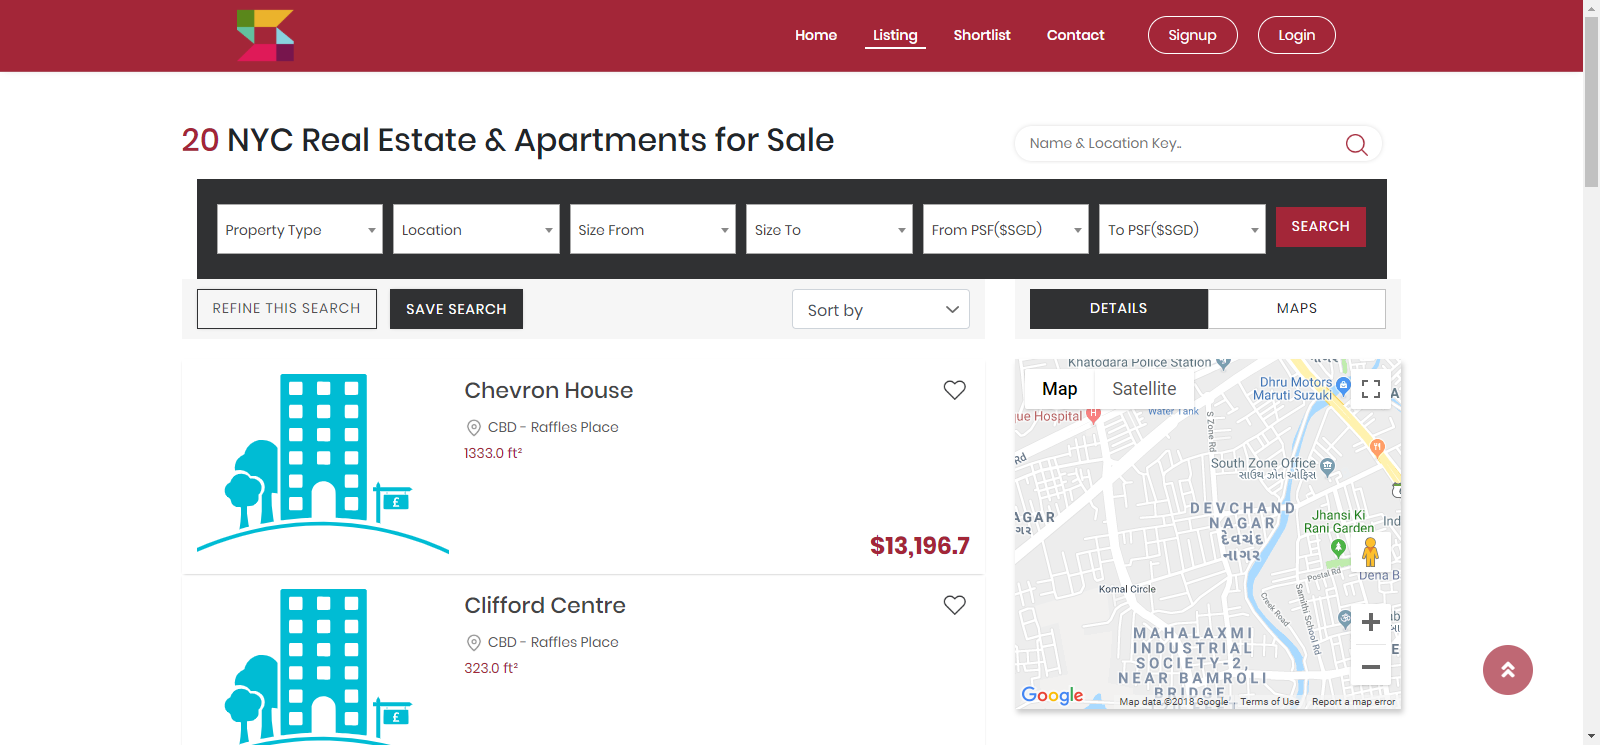 Home Listing Shortlist Contact Signup Login
20 NYC Real Estate & Apartments for Sale
Name & Location Key..
Property Type Location Size From Size To From PSF($SGD) To PSF($SGD) SEARCH
REFINE THIS SEARCH SAVE SEARCH Sort by DETAILS MAPS
Chevron House
CBD - Raffles Place
1333.0 ft²
£
$13,196.7
Clifford Centre
CBD - Raffles Place
323.0 ft²
£
Khatodara Police Station
Map Satellite
Dhru Motors
Maruti Suzuki
Water Tank
gue Hospital H
S Zone Rd
South Zone Office
સાઉથ ઝોન ઓફિસ
DEVCHAND
NAGAR
દેવચંદ
નાગર
AGAR
ગર
Jhansi Ki
Rani Garden
Ind
Postal Rd
Dena B
Komal Circle
Creek Road
Samithi School Rd
MAHALAXMI
INDUSTRIAL
SOCIETY-2,
NEAR BAMROLI
BRIDGE
Google
Map data ©2018 Google Terms of Use Report a map error